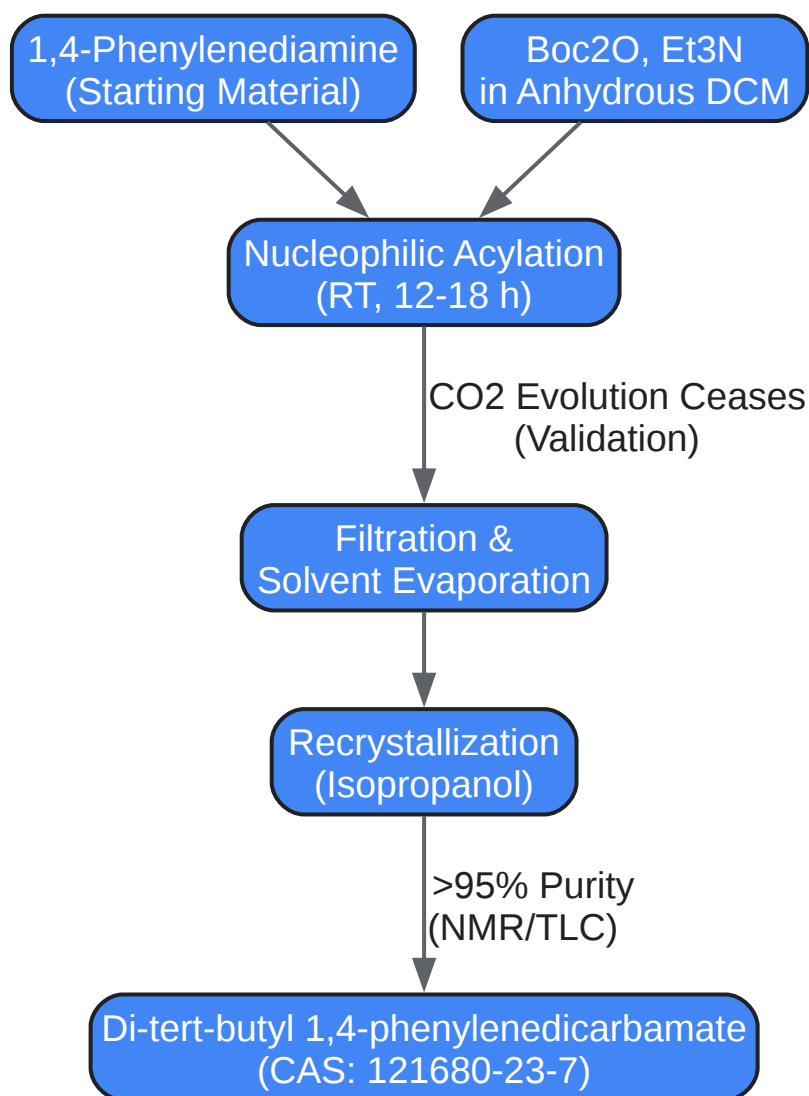 1,4-Phenylenediamine
(Starting Material)
Boc2O, Et3N
in Anhydrous DCM
Nucleophilic Acylation
(RT, 12-18 h)
CO2 Evolution Ceases
(Validation)
Filtration &
Solvent Evaporation
Recrystallization
(Isopropanol)
>95% Purity
(NMR/TLC)
Di-tert-butyl 1,4-phenylenedicarbamate
(CAS: 121680-23-7)